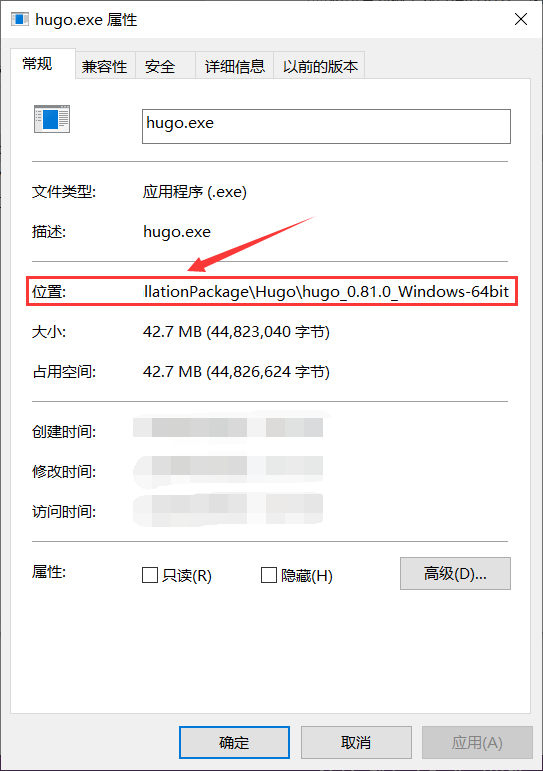 hugo.exe 属性
常规 兼容性 安全 详细信息 以前的版本
hugo.exe
文件类型: 应用程序 (.exe)
描述: hugo.exe
位置: llationPackage\Hugo\hugo_0.81.0_Windows-64bit
大小: 42.7 MB (44,823,040 字节)
占用空间: 42.7 MB (44,826,624 字节)
创建时间:
修改时间:
访问时间:
属性: 只读(R) 隐藏(H) 高级(D)...
确定 取消 应用(A)